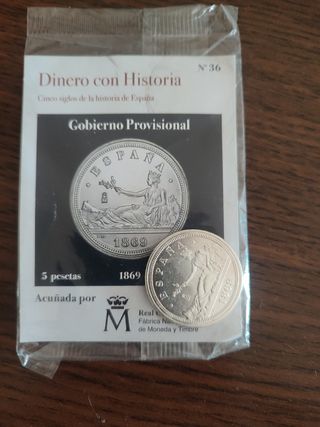 Nº 36
Dinero con Historia
Cinco siglos de la historia de España
Gobierno Provisional
ESPAÑA
1869
5 pesetas 1869
Acuñada por
M
Real
Fábrica
de Moneda y Timbre
ESPAÑA
1869